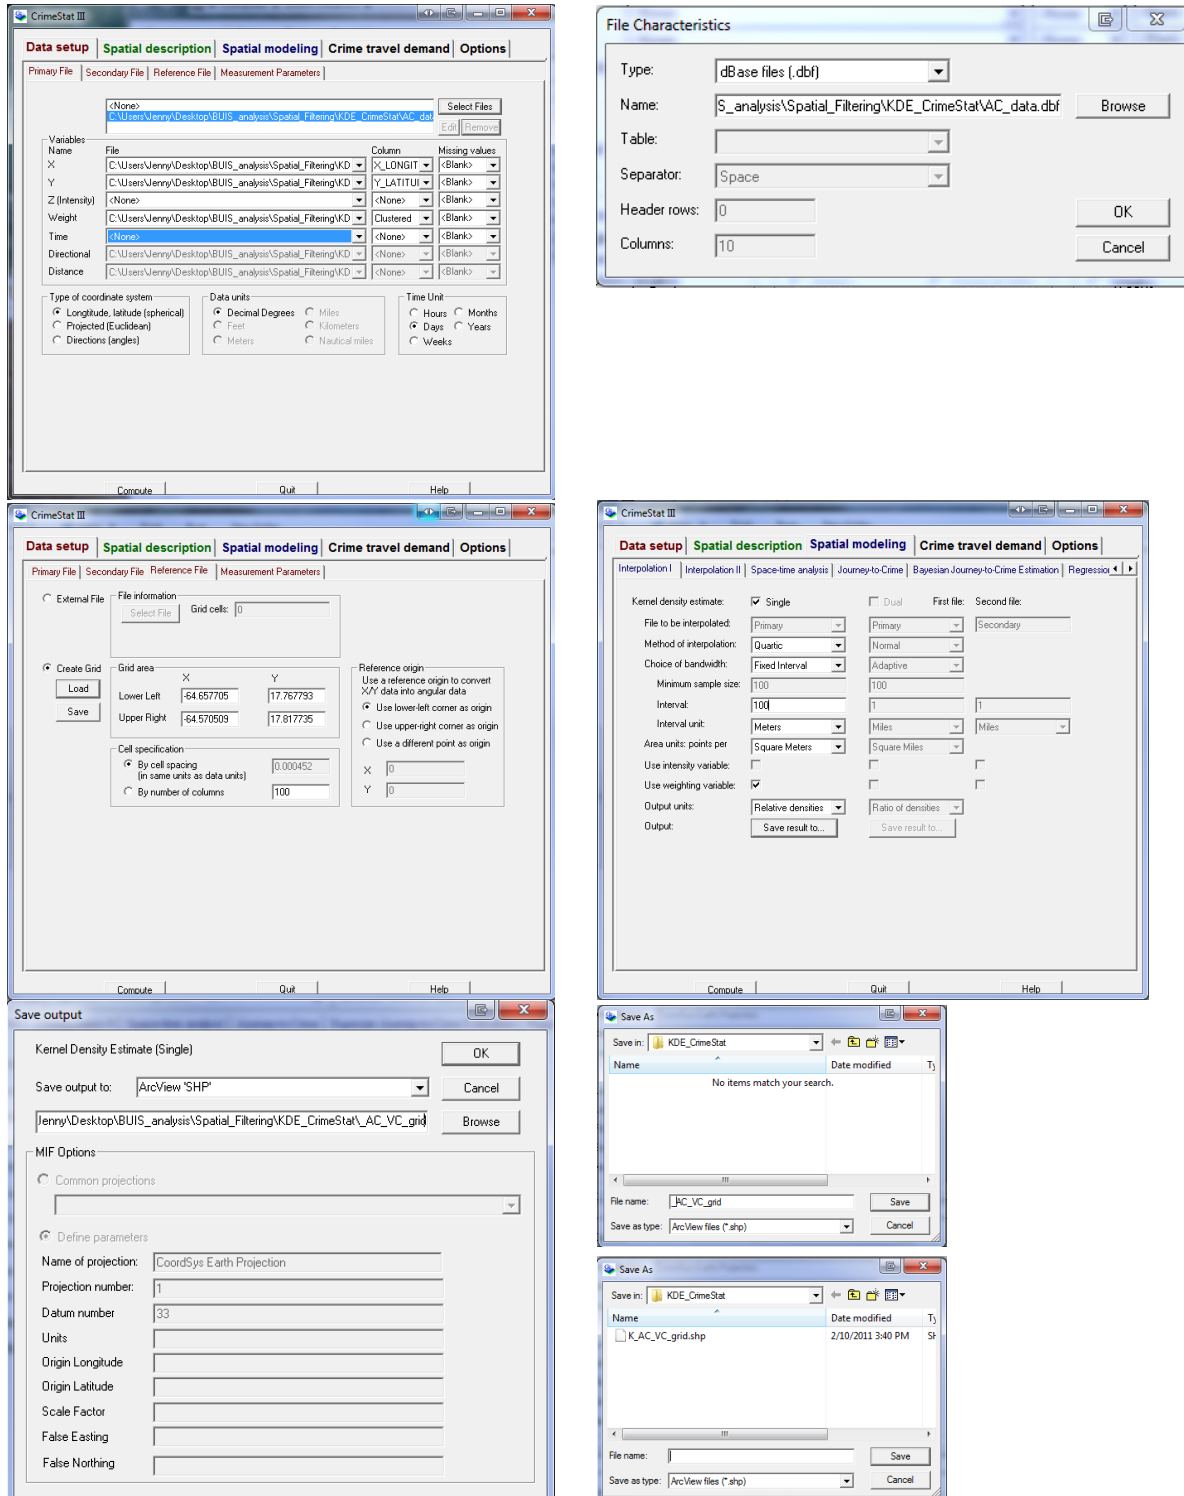 CrimeStat III
Data setup Spatial description Spatial modeling Crime travel demand Options
Primary File Secondary File Reference File Measurement Parameters
<None>
C:\Users\Jenny\Desktop\BUIS_analysis\Spatial_Filtering\KDE_CrimeStat\AC_dat
Select Files
Edit Remove
Variables
Name File Column Missing values
X C:\Users\Jenny\Desktop\BUIS_analysis\Spatial_Filtering\KD X_LONGIT <Blank>
Y C:\Users\Jenny\Desktop\BUIS_analysis\Spatial_Filtering\KD Y_LATITUI <Blank>
Z (Intensity) <None> <None> <Blank>
Weight C:\Users\Jenny\Desktop\BUIS_analysis\Spatial_Filtering\KD Clustered <Blank>
Time <None> <None> <Blank>
Directional C:\Users\Jenny\Desktop\BUIS_analysis\Spatial_Filtering\KD <None> <Blank>
Distance C:\Users\Jenny\Desktop\BUIS_analysis\Spatial_Filtering\KD <None> <Blank>
Type of coordinate system Data units Time Unit
Longtitude, latitude (spherical) Decimal Degrees Miles Hours Months
Projected (Euclidean) Feet Kilometers Days Years
Directions (angles) Meters Nautical miles Weeks
Compute Quit Help
File Characteristics
Type: dBase files (.dbf)
Name: S_analysis\Spatial_Filtering\KDE_CrimeStat\AC_data.dbf Browse
Table:
Separator: Space
Header rows: 0 OK
Columns: 10 Cancel
CrimeStat III
Data setup Spatial description Spatial modeling Crime travel demand Options
Primary File Secondary File Reference File Measurement Parameters
External File File information
Select File Grid cells: 0
Create Grid Grid area Reference origin
Load X Y Use a reference origin to convert
X/Y data into angular data
Lower Left -64.657705 17.767793 Use lower-left corner as origin
Save
Upper Right -64.570509 17.817735 Use upper-right corner as origin
Use a different point as origin
Cell specification
By cell spacing 0.000452 X 0
(in same units as data units)
By number of columns 100 Y 0
Compute Quit Help
CrimeStat III
Data setup Spatial description Spatial modeling Crime travel demand Options
Interpolation I Interpolation II Space-time analysis Journey-to-Crime Bayesian Journey-to-Crime Estimation Regression
Kernel density estimate: Single Dual First file: Second file:
File to be interpolated: Primary Primary Secondary
Method of interpolation: Quartic Normal
Choice of bandwidth: Fixed Interval Adaptive
Minimum sample size: 100 100
Interval: 100 1 1
Interval unit: Meters Miles Miles
Area units: points per Square Meters Square Miles
Use intensity variable:
Use weighting variable:
Output units: Relative densities Ratio of densities
Output: Save result to... Save result to...
Compute Quit Help
Save output
Kernel Density Estimate (Single) OK
Save output to: ArcView 'SHP' Cancel
Jenny\Desktop\BUIS_analysis\Spatial_Filtering\KDE_CrimeStat\_AC_VC_grid Browse
MIF Options
Common projections
Define parameters
Name of projection: CoordSys Earth Projection
Projection number: 1
Datum number 33
Units
Origin Longitude
Origin Latitude
Scale Factor
False Easting
False Northing
Save As
Save in: KDE_CrimeStat
Name Date modified Ty
No items match your search.
File name: _AC_VC_grid Save
Save as type: ArcView files (*.shp) Cancel
Save As
Save in: KDE_CrimeStat
Name Date modified Ty
K_AC_VC_grid.shp 2/10/2011 3:40 PM SH
File name: Save
Save as type: ArcView files (*.shp) Cancel